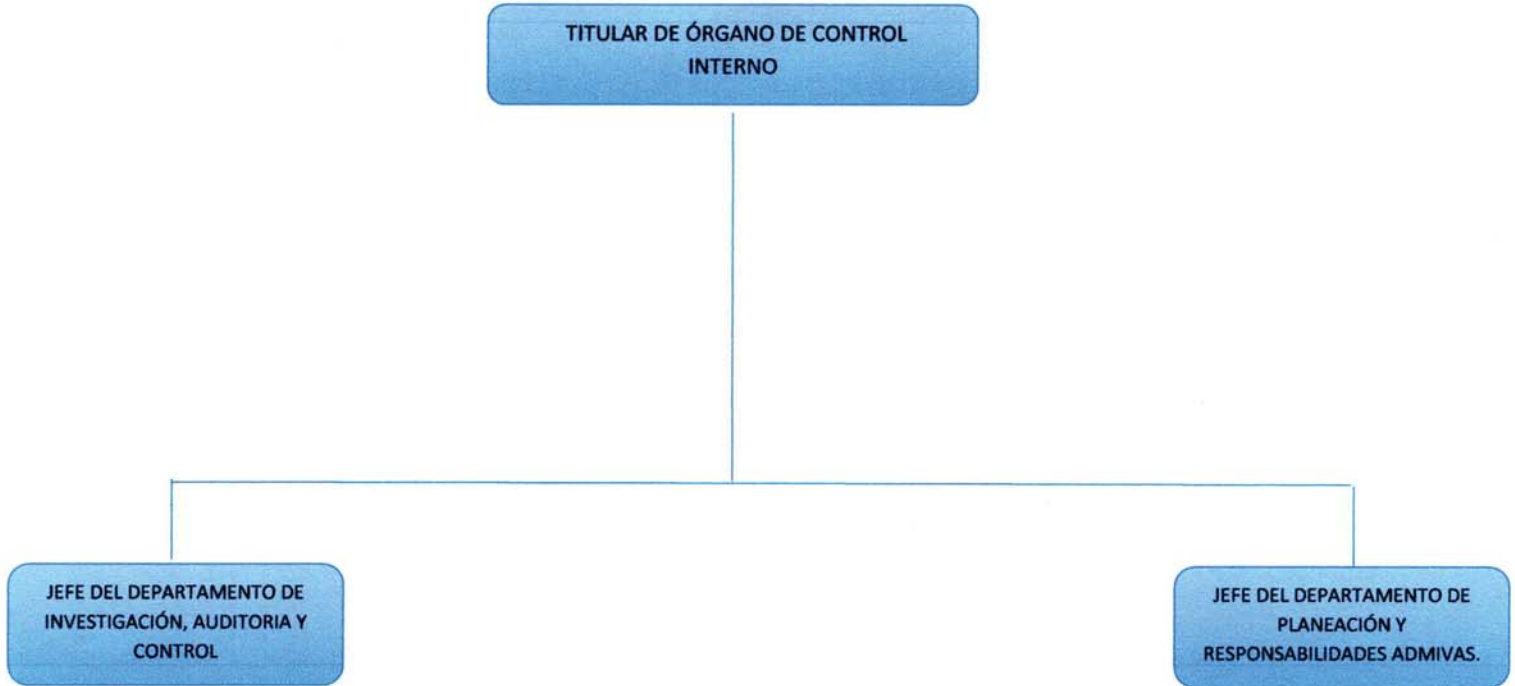 TITULAR DE ÓRGANO DE CONTROL
INTERNO
JEFE DEL DEPARTAMENTO DE
INVESTIGACIÓN, AUDITORIA Y
CONTROL
JEFE DEL DEPARTAMENTO DE
PLANEACIÓN Y
RESPONSABILIDADES ADMIVAS.